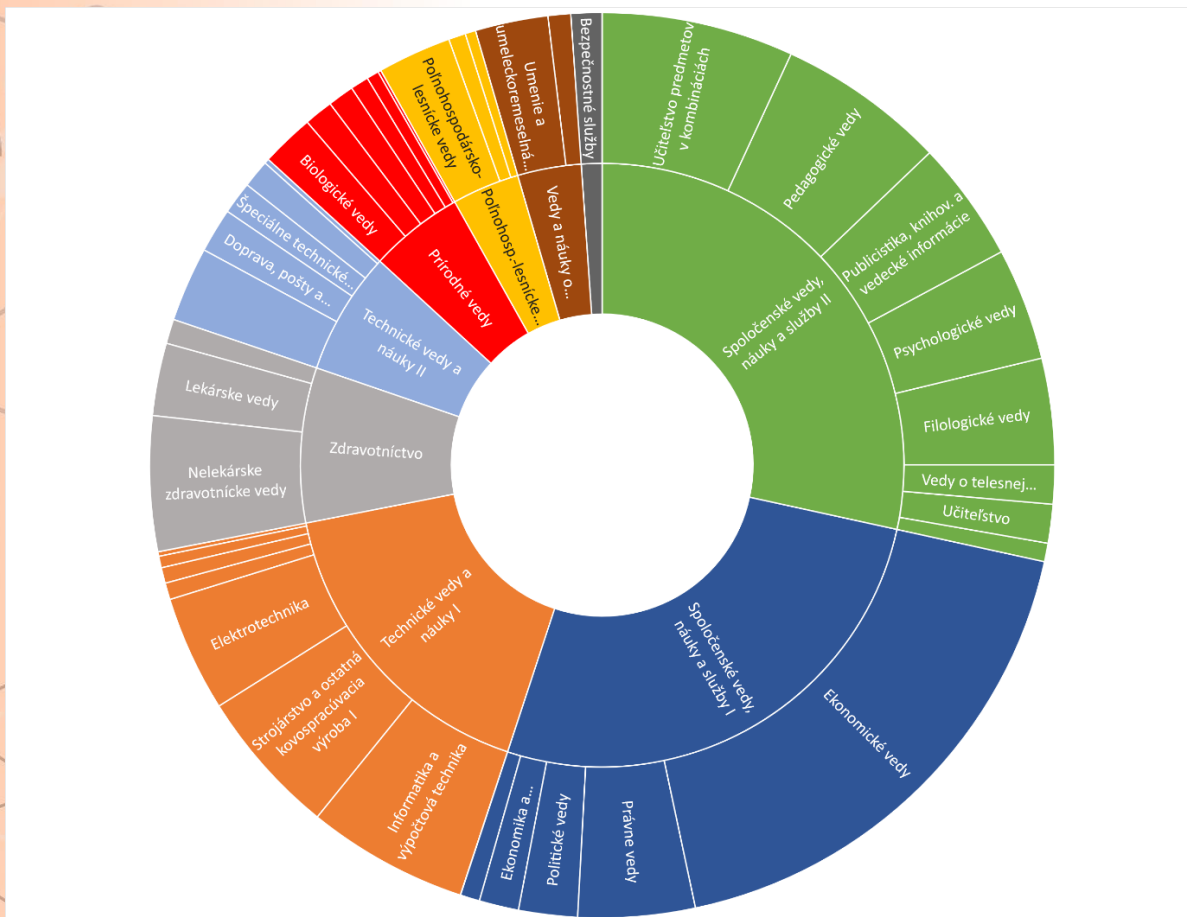 Učiteľstvo predmetov
v kombináciách
Pedagogické vedy
Publicistika, knihov. a
vedecké informácie
Psychologické vedy
Filologické vedy
Vedy o telesnej...
Učiteľstvo
Spoločenské vedy,
náuky a služby II
Ekonomické vedy
Právne vedy
Politické vedy
Ekonomika a...
Spoločenské vedy,
náuky a služby I
Informatika a
výpočtová technika
Strojárstvo a ostatná
kovospracúvacia
výroba I
Elektrotechnika
Technické vedy a
náuky I
Nelekárske
zdravotnícke vedy
Lekárske vedy
Zdravotníctvo
Doprava, pošty a...
Špeciálne technické...
Technické vedy a
náuky II
Biologické vedy
Prírodné vedy
Poľnohospodársko-
lesnícke vedy
Poľnohosp.-lesnícke...
Umenie a
umeleckoremeselná...
Vedy a náuky o...
Bezpečnostné služby